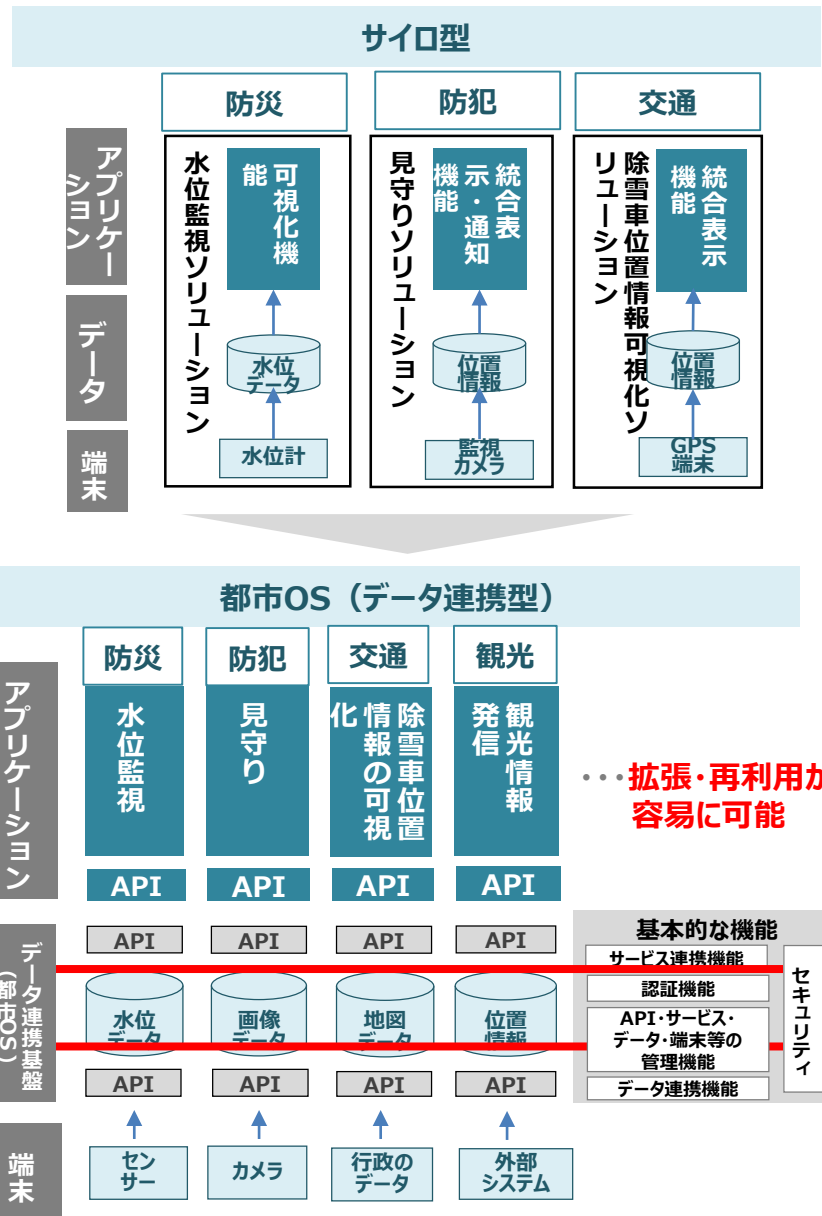 サイロ型
防災
防犯
交通
アプリケー
ション
データ
端末
水位監視ソリューション
可視化機
能
水位
データ
水位計
見守りソリューション
統合表
示・通知
機能
位置
情報
監視
カメラ
除雪車位置情報可視化ソ
リューション
統合表示
機能
位置
情報
GPS
端末
都市OS（データ連携型）
防災
防犯
交通
観光
アプリケーション
水位監視
見守り
除雪車位置
情報の可視
化
観光情報
発信
･･･拡張・再利用が
容易に可能
API
API
API
API
データ連携基盤
（都市OS）
API
API
API
API
水位
データ
画像
データ
地図
データ
位置
情報
API
API
API
API
基本的な機能
サービス連携機能
認証機能
API・サービス・
データ・端末等の
管理機能
データ連携機能
セキュリティ
端末
セン
サー
カメラ
行政の
データ
外部
システム